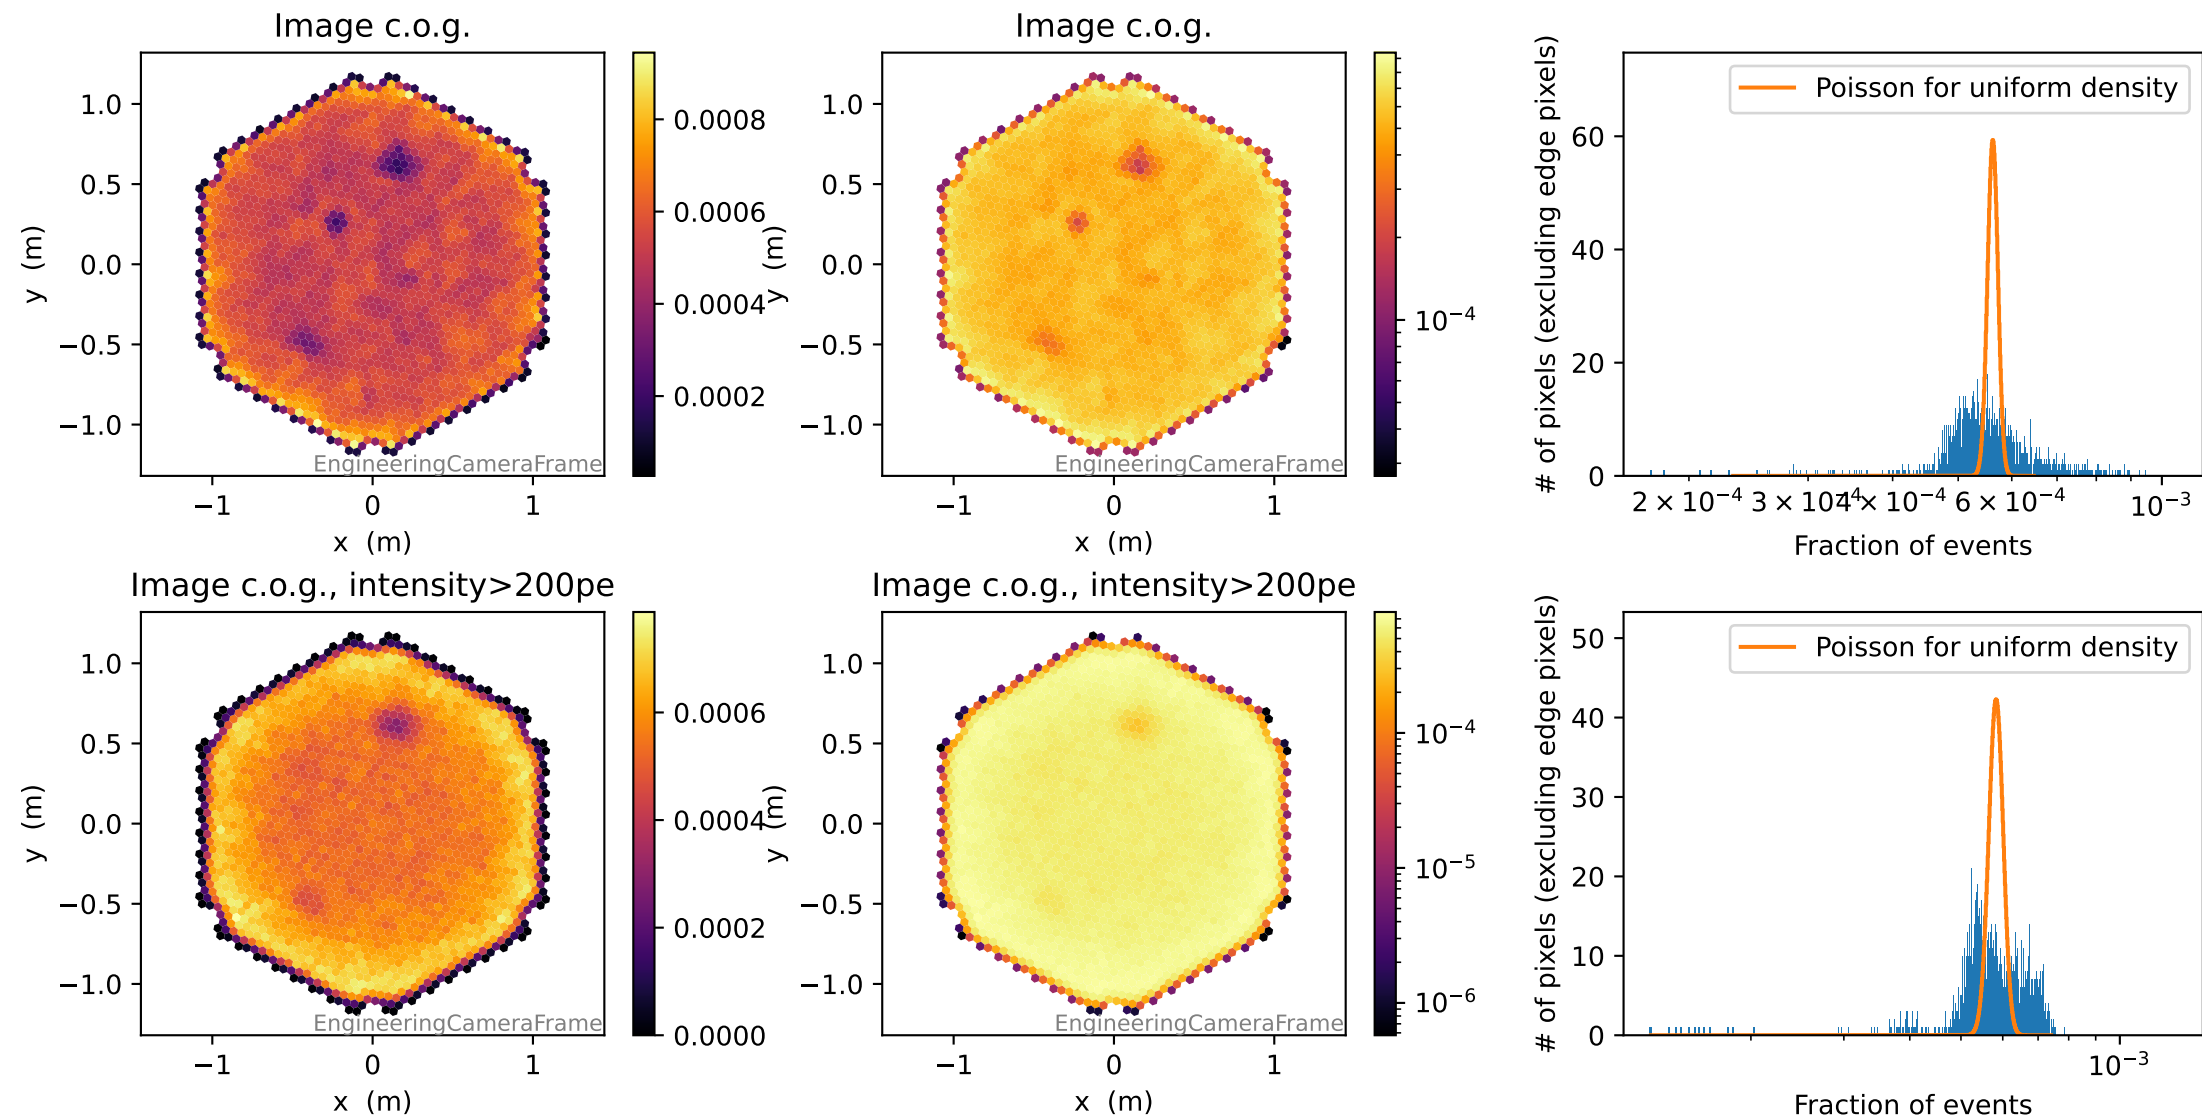 Image c.o.g.
1.0
0.5
0.0
−0.5
−1.0
y (m)
−1
0
1
x (m)
EngineeringCameraFrame
0.0008
0.0006
0.0004
0.0002
Image c.o.g.
1.0
0.5
0.0
−0.5
−1.0
y (m)
−1
0
1
x (m)
EngineeringCameraFrame
10⁻⁴
Poisson for uniform density
# of pixels (excluding edge pixels)
60
40
20
0
2 × 10⁻⁴
3 × 10⁻⁴
4 × 10⁻⁴
6 × 10⁻⁴
10⁻³
Fraction of events
Image c.o.g., intensity>200pe
1.0
0.5
0.0
−0.5
−1.0
y (m)
−1
0
1
x (m)
EngineeringCameraFrame
0.0006
0.0004
0.0002
0.0000
Image c.o.g., intensity>200pe
1.0
0.5
0.0
−0.5
−1.0
y (m)
−1
0
1
x (m)
EngineeringCameraFrame
10⁻⁴
10⁻⁵
10⁻⁶
Poisson for uniform density
# of pixels (excluding edge pixels)
50
40
30
20
10
0
10⁻³
Fraction of events